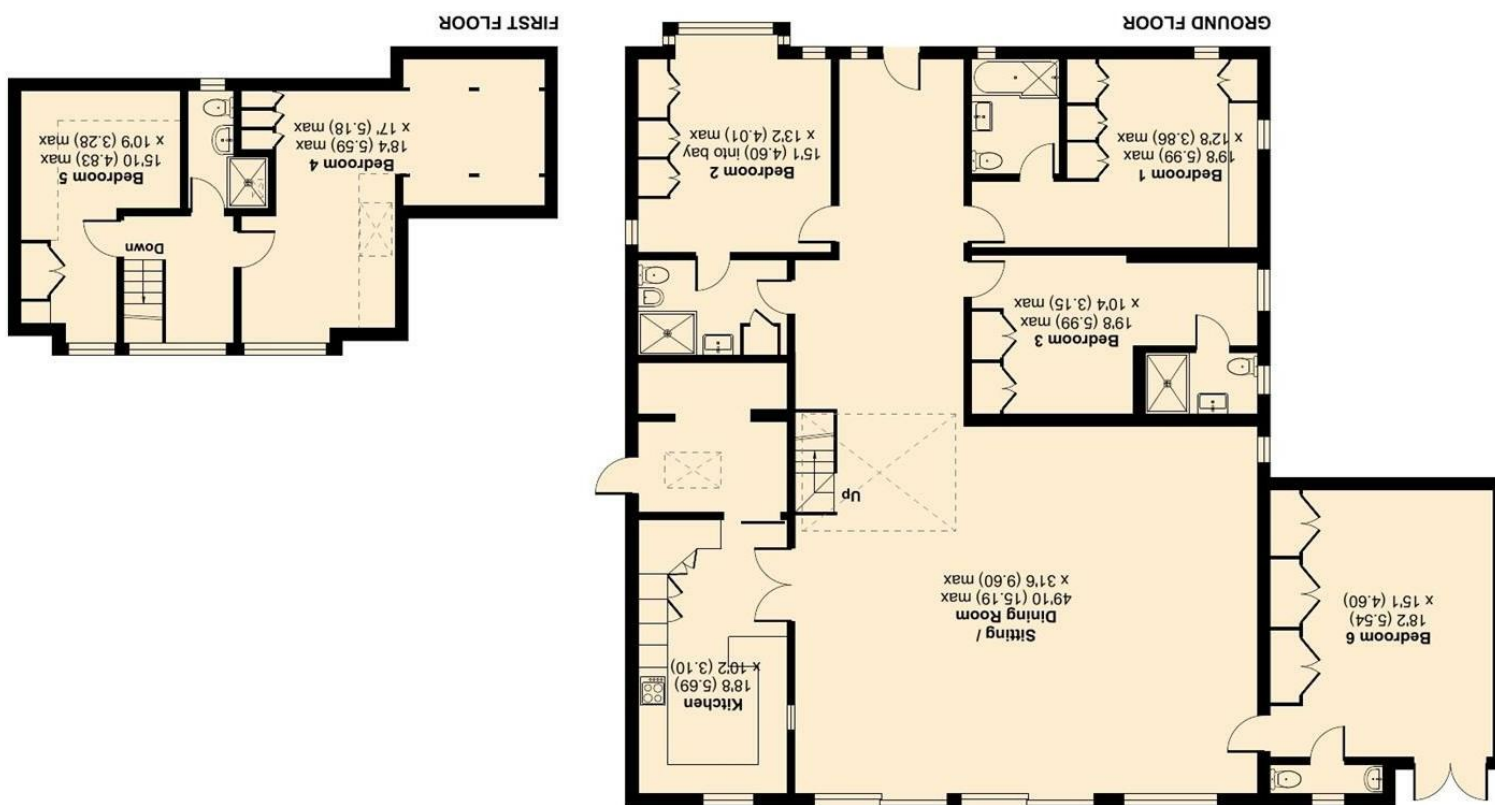 GROUND FLOOR
FIRST FLOOR
Bedroom 6
18'2 (5.54)
x 15'1 (4.60)
Sitting /
Dining Room
49'10 (15.19) max
x 31'6 (9.60) max
Kitchen
18'8 (5.69)
x 10'2 (3.10)
Up
Bedroom 3
19'8 (5.99) max
x 10'4 (3.15) max
Bedroom 1
19'8 (5.99) max
x 12'8 (3.86) max
Bedroom 2
15'1 (4.60) into bay
x 13'2 (4.01) max
Bedroom 4
18'4 (5.59) max
x 17' (5.18) max
Down
Bedroom 5
15'10 (4.83) max
x 10'9 (3.28) max